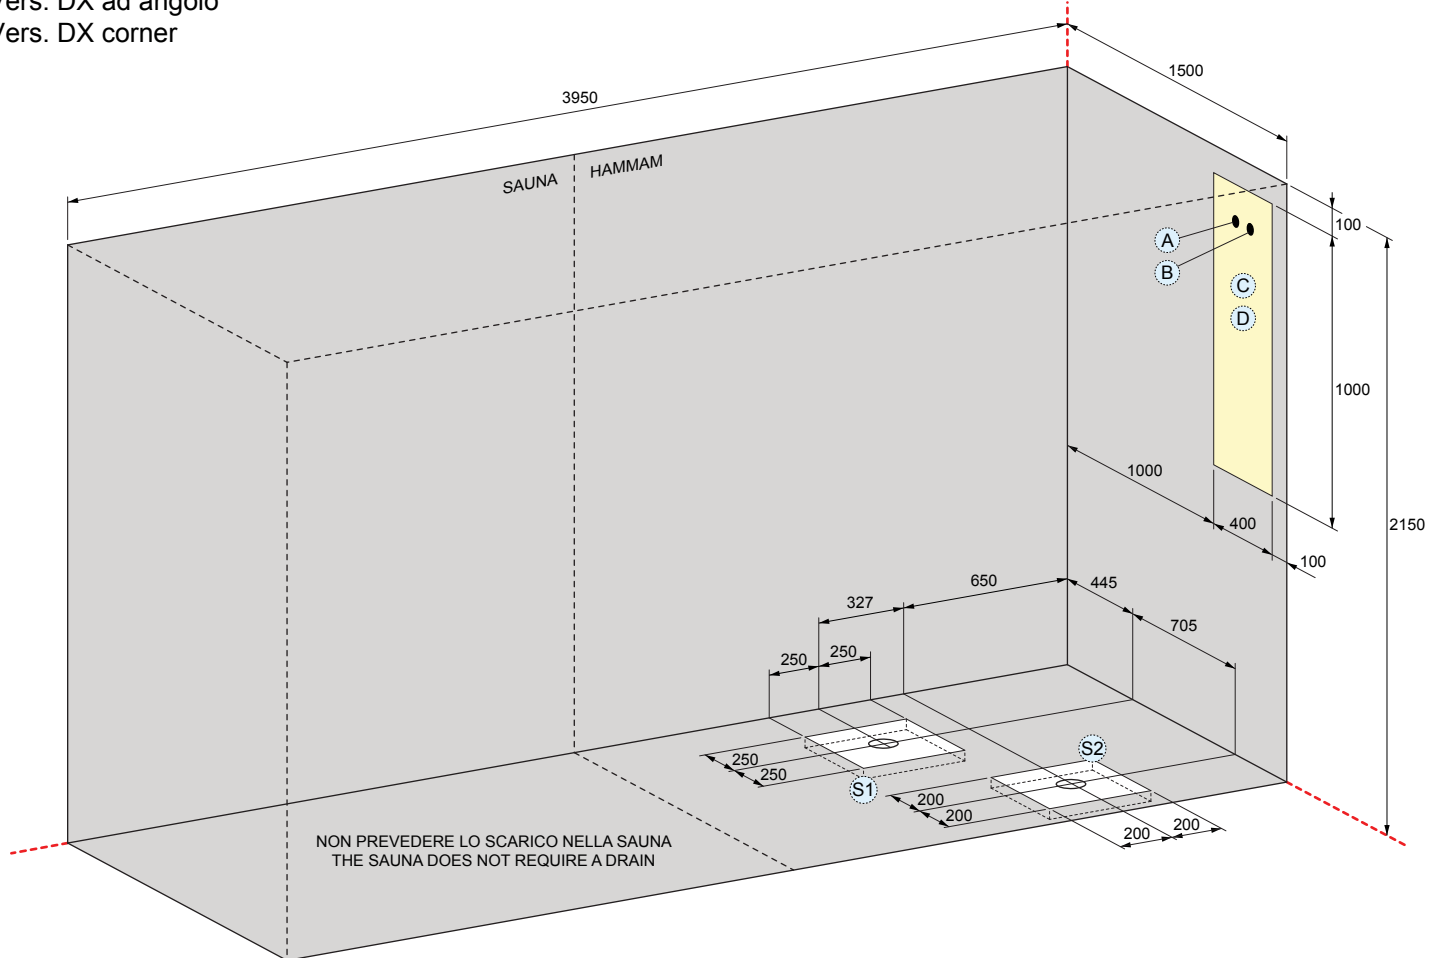 Vers. DX ad angolo
Vers. DX corner
3950
1500
SAUNA
HAMMAM
100
A
B
C
D
1000
1000
400
100
2150
650
445
327
705
250
250
250
250
S1
S2
200
200
200
200
NON PREVEDERE LO SCARICO NELLA SAUNA
THE SAUNA DOES NOT REQUIRE A DRAIN